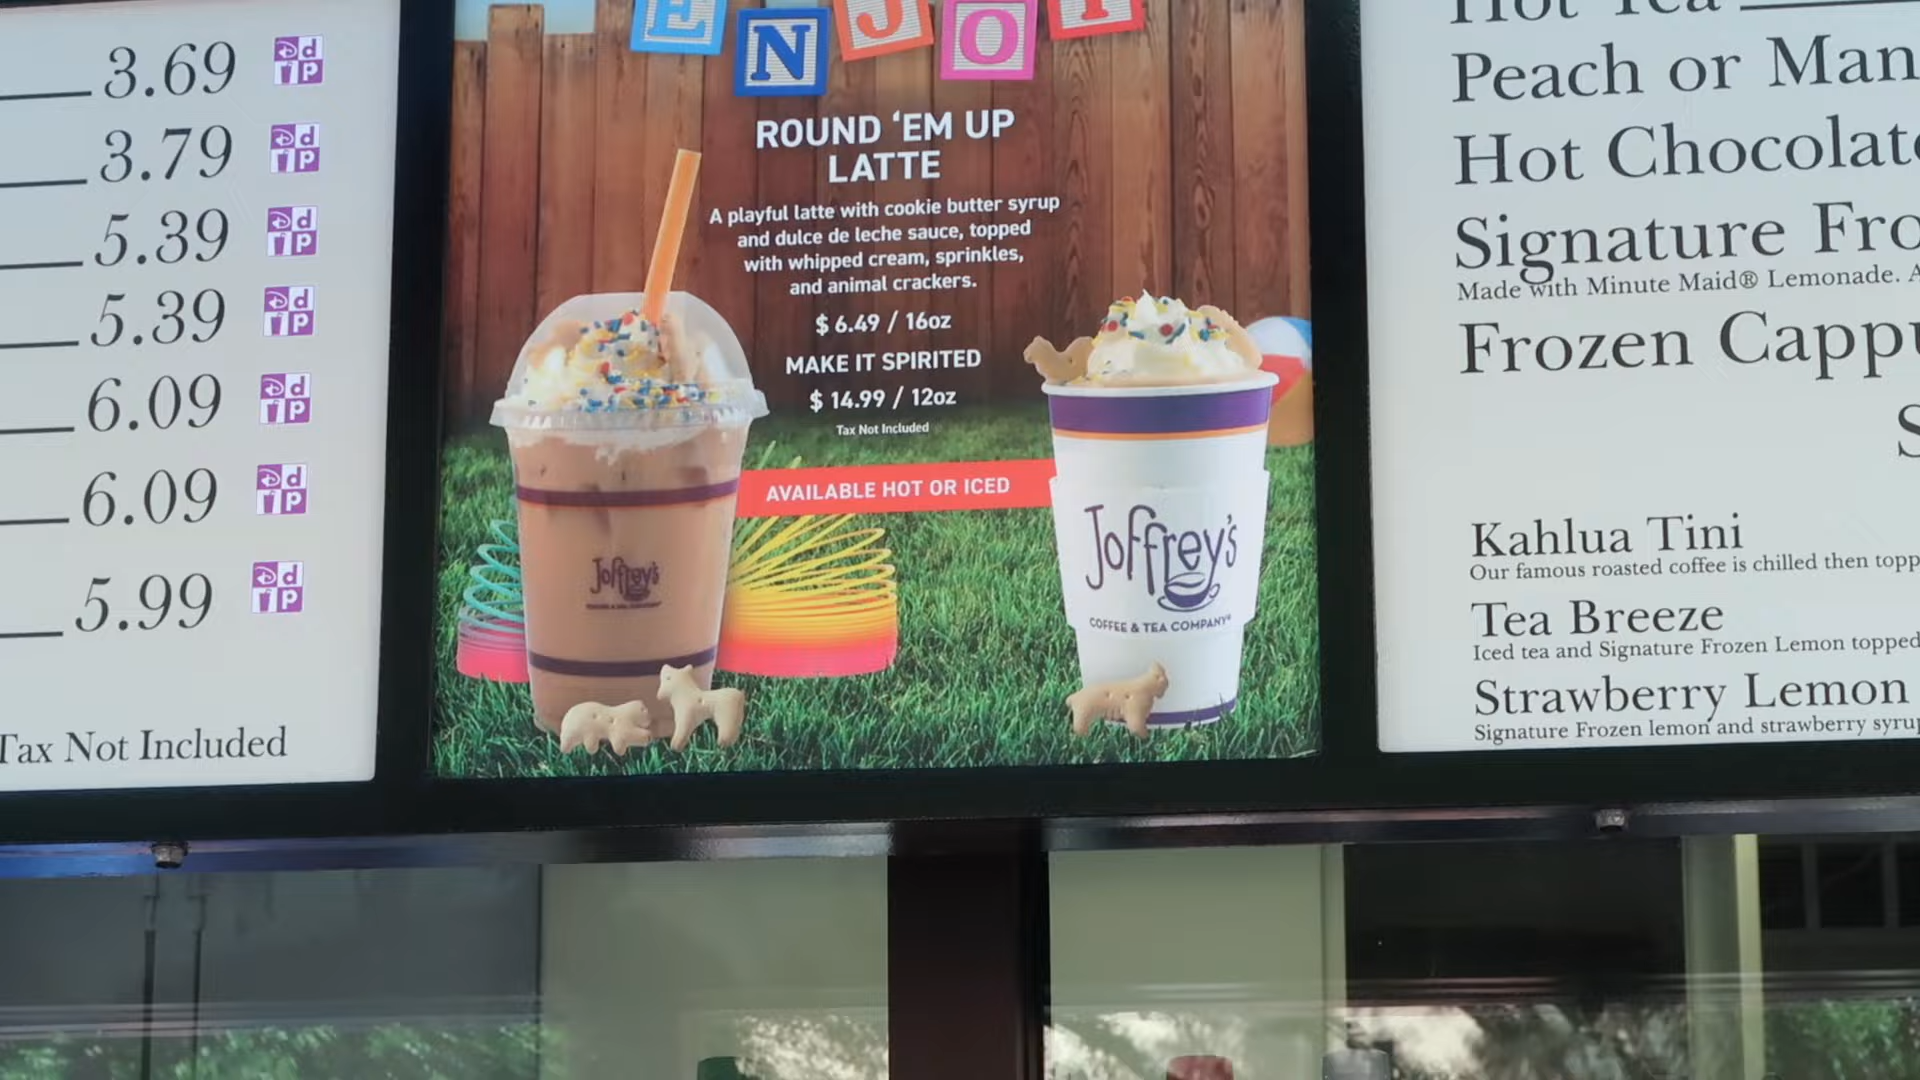 3.69
3.79
5.39
5.39
6.09
6.09
5.99
Tax Not Included
ENJOY
ROUND ‘EM UP
LATTE
A playful latte with cookie butter syrup
and dulce de leche sauce, topped
with whipped cream, sprinkles,
and animal crackers.
$ 6.49 / 16oz
MAKE IT SPIRITED
$ 14.99 / 12oz
Tax Not Included
AVAILABLE HOT OR ICED
Joffrey's
Joffrey's
COFFEE & TEA COMPANY®
Hot Tea
Peach or Man
Hot Chocolate
Signature Fro
Made with Minute Maid® Lemonade. A
Frozen Cappu
S
Kahlua Tini
Our famous roasted coffee is chilled then topp
Tea Breeze
Iced tea and Signature Frozen Lemon topped
Strawberry Lemon
Signature Frozen lemon and strawberry syrup